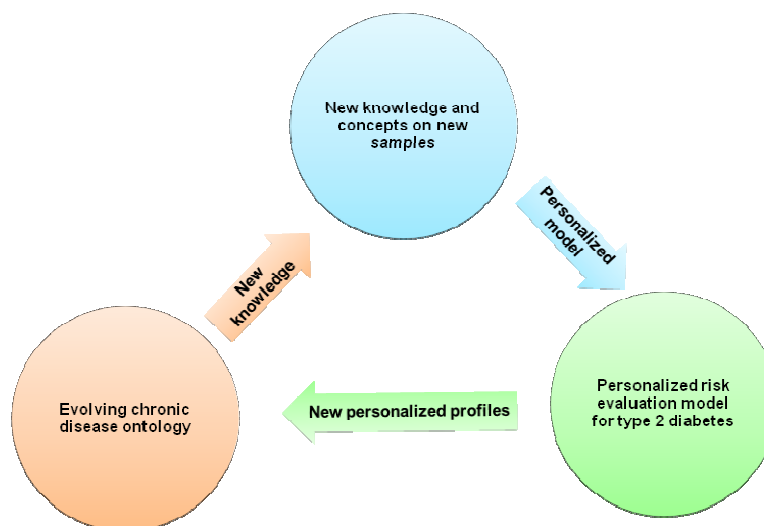 New knowledge and
concepts on new
samples
Personalized
model
New
knowledge
Personalized risk
evaluation model
for type 2 diabetes
New personalized profiles
Evolving chronic
disease ontology